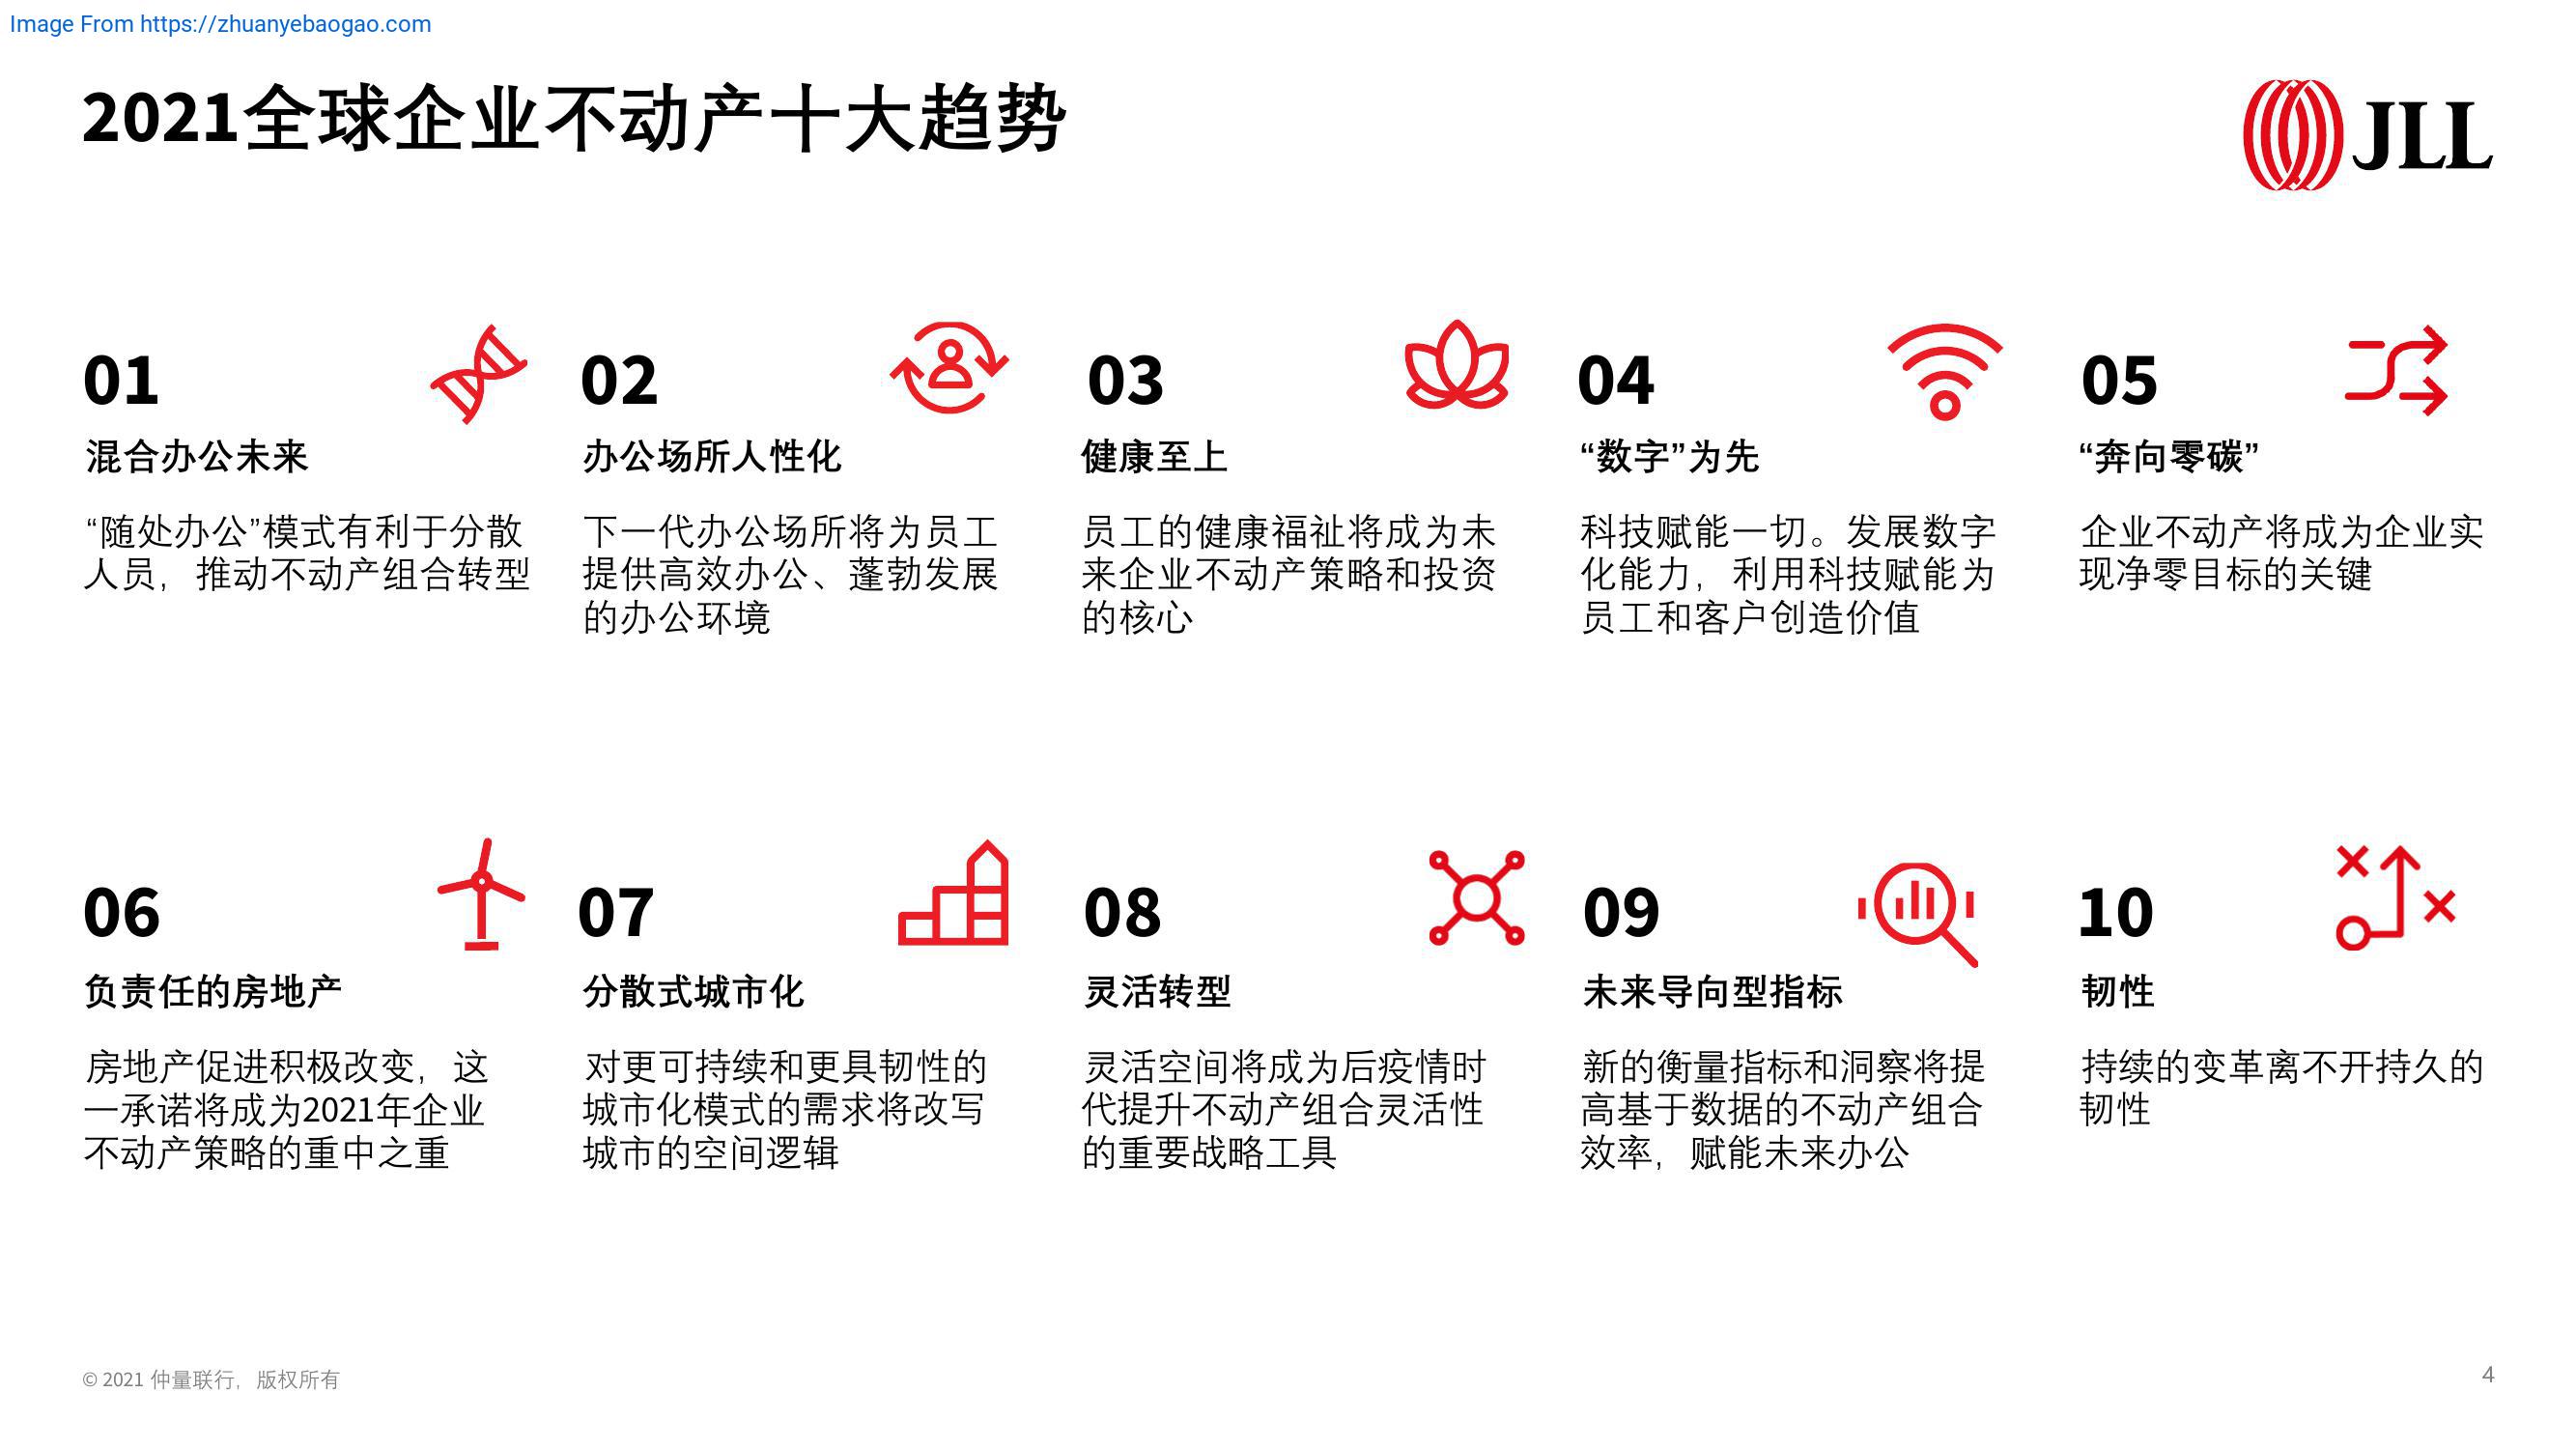 Image From https://zhuanyebaogao.com
2021全球企业不动产十大趋势
JLL
01
混合办公未来
“随处办公”模式有利于分散
人员，推动不动产组合转型
02
办公场所人性化
下一代办公场所将为员工
提供高效办公、蓬勃发展
的办公环境
03
健康至上
员工的健康福祉将成为未
来企业不动产策略和投资
的核心
04
“数字”为先
科技赋能一切。发展数字
化能力，利用科技赋能为
员工和客户创造价值
05
“奔向零碳”
企业不动产将成为企业实
现净零目标的关键
06
负责任的房地产
房地产促进积极改变，这
一承诺将成为2021年企业
不动产策略的重中之重
07
分散式城市化
对更可持续和更具韧性的
城市化模式的需求将改写
城市的空间逻辑
08
灵活转型
灵活空间将成为后疫情时
代提升不动产组合灵活性
的重要战略工具
09
未来导向型指标
新的衡量指标和洞察将提
高基于数据的不动产组合
效率，赋能未来办公
10
韧性
持续的变革离不开持久的
韧性
© 2021 仲量联行，版权所有
4